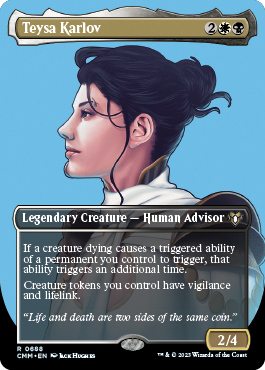 Teysa Karlov 2
Legendary Creature — Human Advisor
If a creature dying causes a triggered ability
of a permanent you control to trigger, that
ability triggers an additional time.
Creature tokens you control have vigilance
and lifelink.
“Life and death are two sides of the same coin.”
2/4
R 0688
CMM • EN Jack Hughes
™ & © 2023 Wizards of the Coast